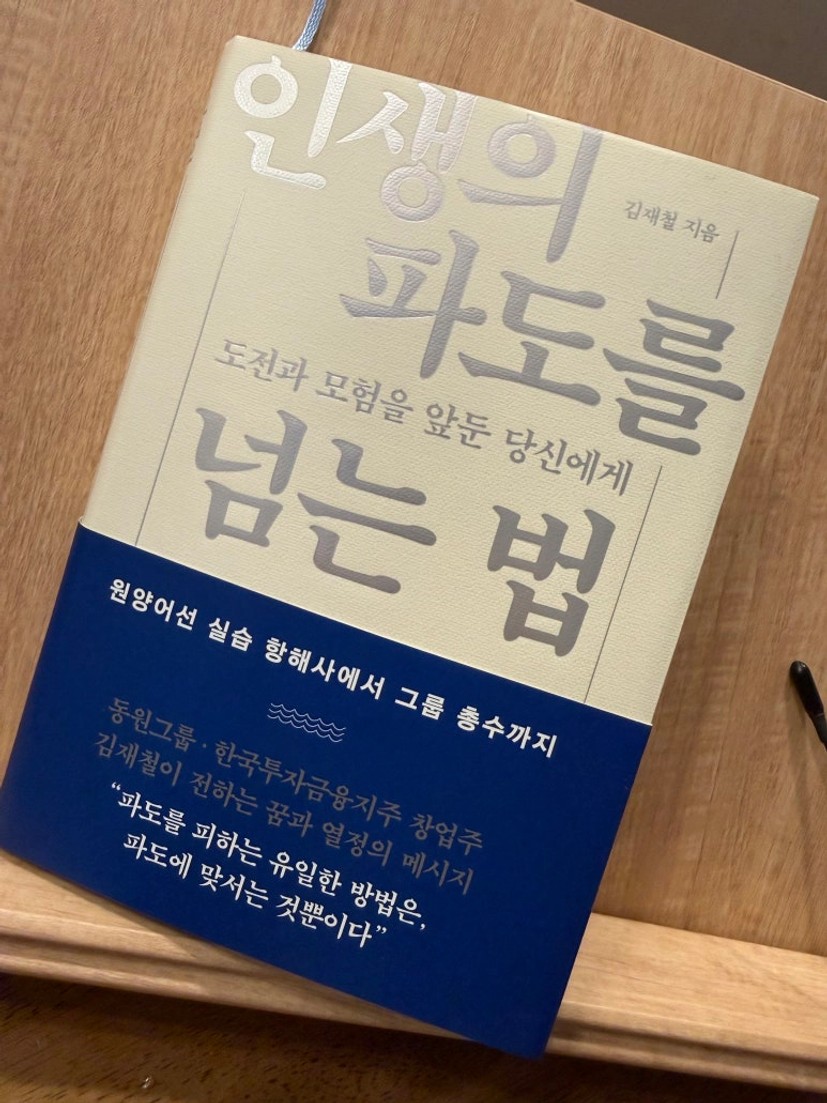 인생의
파도를
넘는 법
김재철 지음
도전과 모험을 앞둔 당신에게
원양어선 실습 항해사에서 그룹 총수까지
동원그룹·한국투자금융지주 창업주
김재철이 전하는 꿈과 열정의 메시지
“파도를 피하는 유일한 방법은,
파도에 맞서는 것뿐이다”